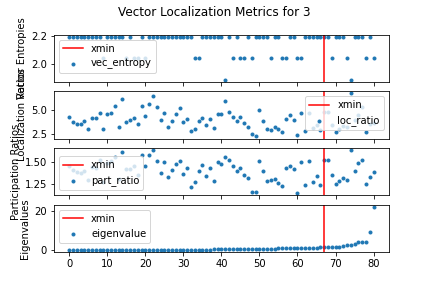 Vector Localization Metrics for 3
Vector Entropies
2.2
2.0
xmin
vec_entropy
Localization Ratios
5.0
2.5
xmin
loc_ratio
Participation Ratios
1.50
1.25
xmin
part_ratio
Eigenvalues
20
0
xmin
eigenvalue
0 10 20 30 40 50 60 70 80